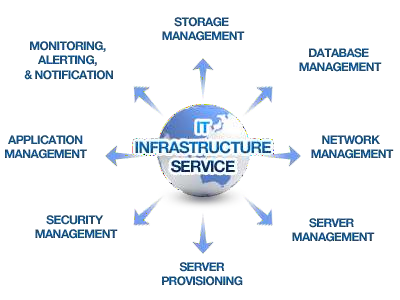 STORAGE
MANAGEMENT
MONITORING,
ALERTING,
& NOTIFICATION
DATABASE
MANAGEMENT
IT
INFRASTRUCTURE
SERVICE
APPLICATION
MANAGEMENT
NETWORK
MANAGEMENT
SECURITY
MANAGEMENT
SERVER
MANAGEMENT
SERVER
PROVISIONING